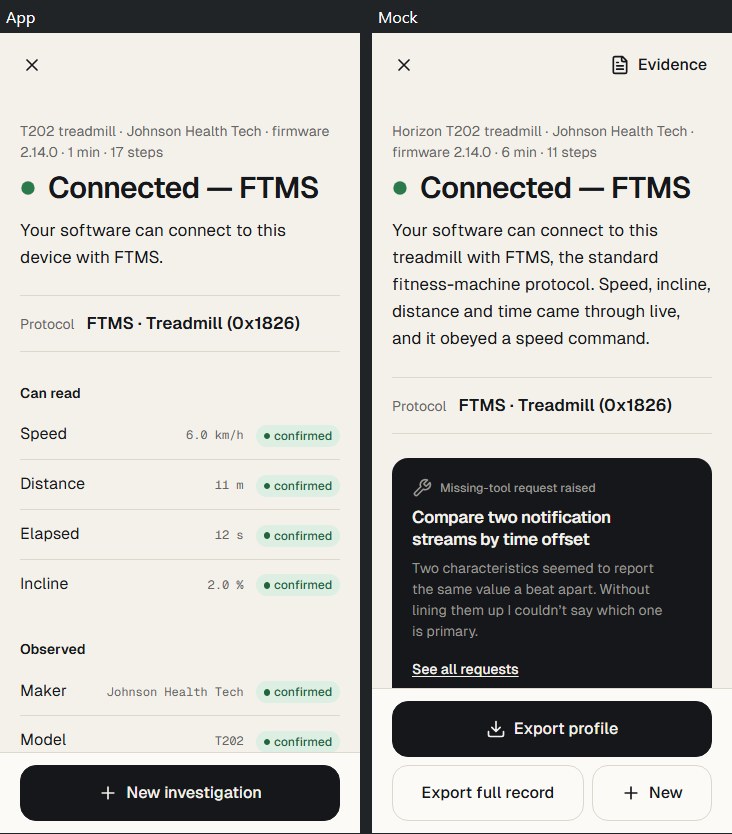 App
T202 treadmill · Johnson Health Tech · firmware
2.14.0 · 1 min · 17 steps
Connected — FTMS
Your software can connect to this
device with FTMS.
Protocol FTMS · Treadmill (0x1826)
Can read
Speed 6.0 km/h confirmed
Distance 11 m confirmed
Elapsed 12 s confirmed
Incline 2.0 % confirmed
Observed
Maker Johnson Health Tech confirmed
Model T202 confirmed
New investigation
Mock
Evidence
Horizon T202 treadmill · Johnson Health Tech ·
firmware 2.14.0 · 6 min · 11 steps
Connected — FTMS
Your software can connect to this
treadmill with FTMS, the standard
fitness-machine protocol. Speed, incline,
distance and time came through live,
and it obeyed a speed command.
Protocol FTMS · Treadmill (0x1826)
Missing-tool request raised
Compare two notification
streams by time offset
Two characteristics seemed to report
the same value a beat apart. Without
lining them up I couldn't say which one
is primary.
See all requests
Export profile
Export full record
New